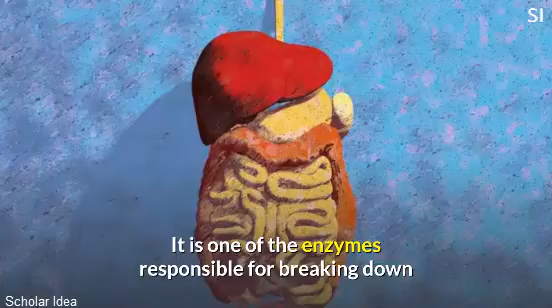 SI
It is one of the enzymes
responsible for breaking down
Scholar Idea